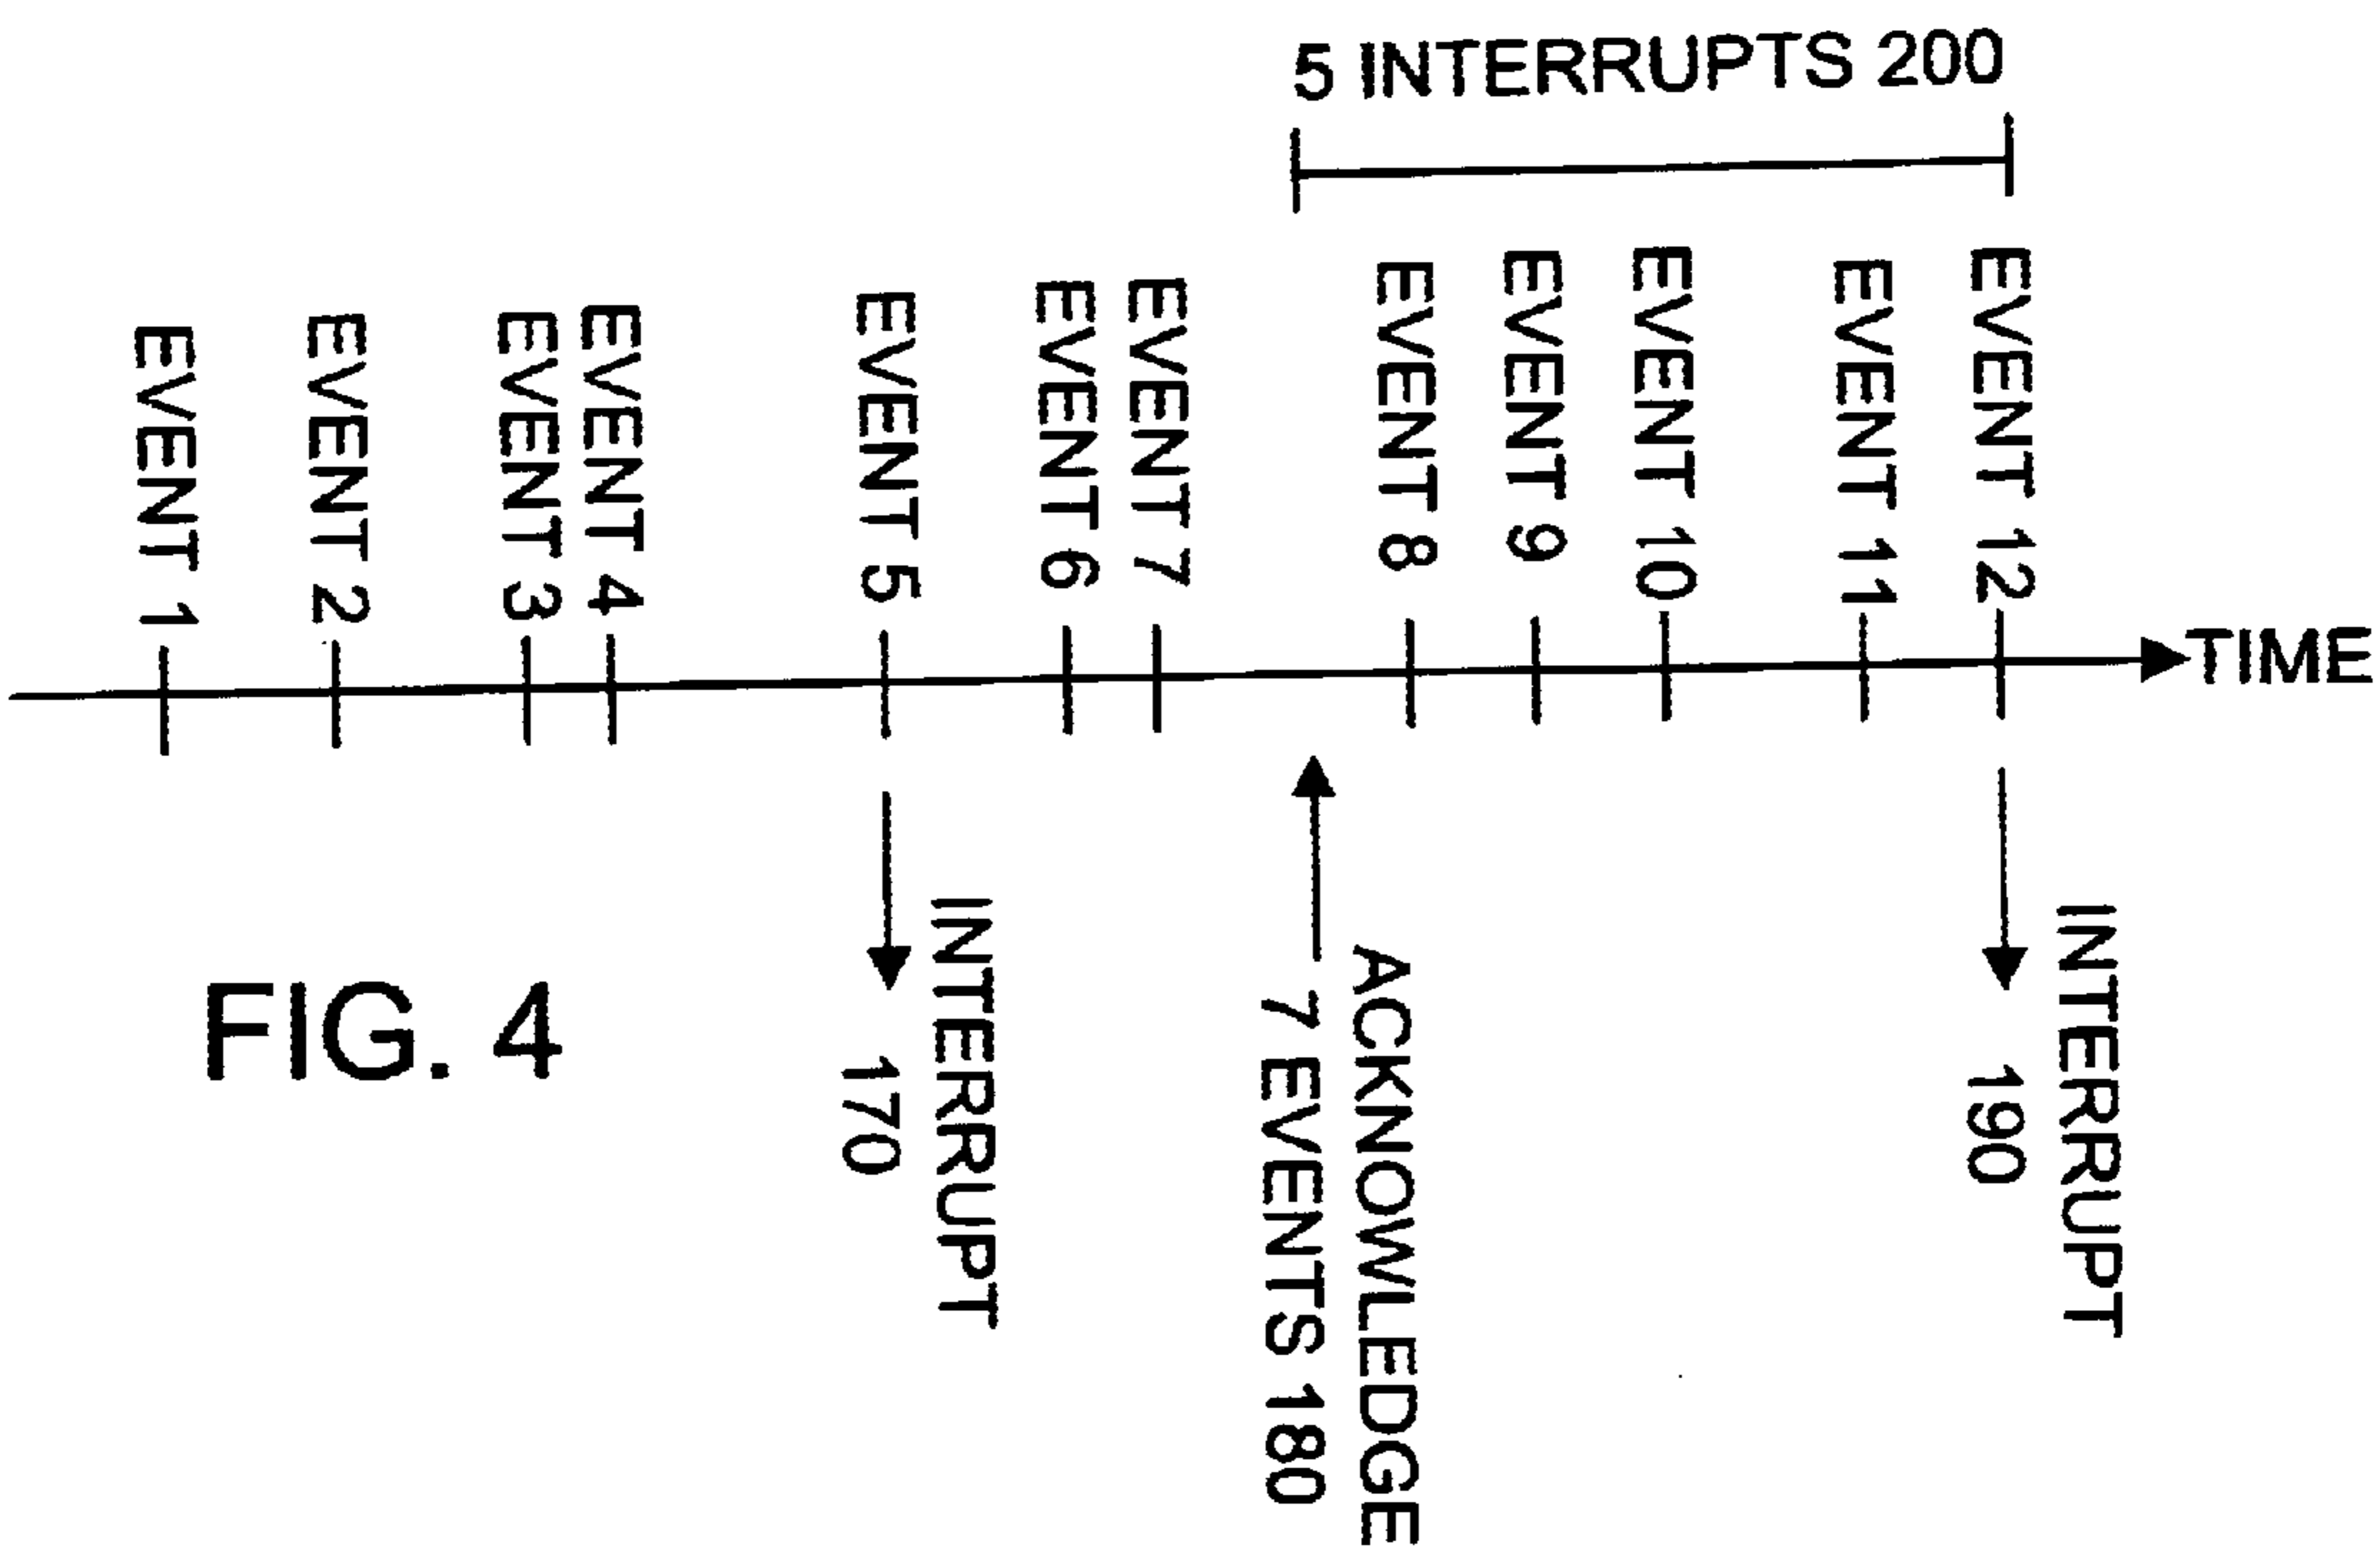 5 INTERRUPTS 200
EVENT 1
EVENT 2
EVENT 3
EVENT 4
EVENT 5
EVENT 6
EVENT 7
EVENT 8
EVENT 9
EVENT 10
EVENT 11
EVENT 12
TIME
INTERRUPT
170
ACKNOWLEDGE
7 EVENTS 180
INTERRUPT
190
FIG. 4